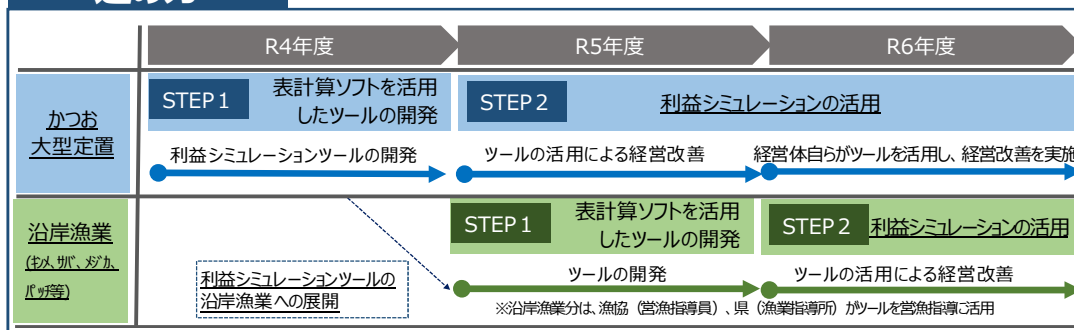 R4年度
R5年度
R6年度
かつお
大型定置
STEP1
表計算ソフトを活用
したツールの開発
STEP2
利益シミュレーションの活用
利益シミュレーションツールの開発
ツールの活用による経営改善
経営体自らがツールを活用し、経営改善を実施
沿岸漁業
(ｷﾝﾒ、ｻﾊﾞ、ﾒｼﾞｶ、
ﾊﾟｯﾁ等)
STEP1
表計算ソフトを活用
したツールの開発
STEP2
利益シミュレーションの活用
利益シミュレーションツールの
沿岸漁業への展開
ツールの開発
ツールの活用による経営改善
※沿岸漁業分は、漁協（営漁指導員）、県（漁業指導所）がツールを営漁指導に活用